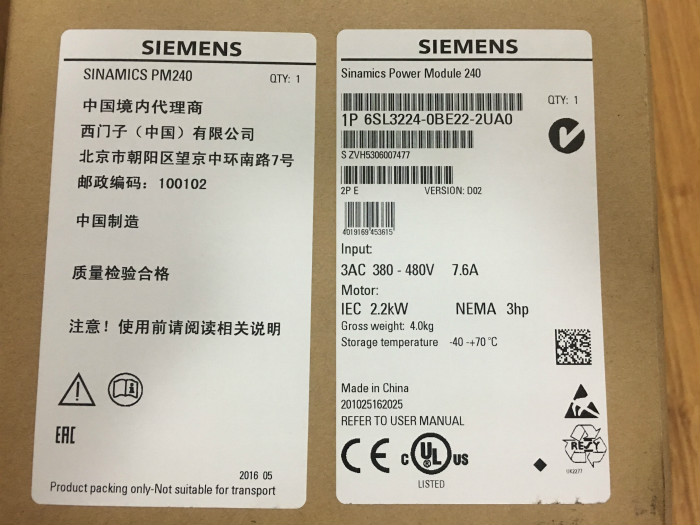 SIEMENS
SINAMICS PM240 QTY: 1
中国境内代理商
西门子（中国）有限公司
北京市朝阳区望京中环南路7号
邮政编码：100102
中国制造
质量检验合格
注意！使用前请阅读相关说明
EAC
2016 05
Product packing only-Not suitable for transport
SIEMENS
Sinamics Power Module 240
QTY: 1
1P 6SL3224-0BE22-2UA0
S ZVH5306007477
2P E VERSION: D02
4019169 453615
Input:
3AC 380 - 480V 7.6A
Motor:
IEC 2.2kW NEMA 3hp
Gross weight: 4.0kg
Storage temperature -40 -+70 °C
Made in China
201025162025
REFER TO USER MANUAL
CE c UL US
LISTED
RESY